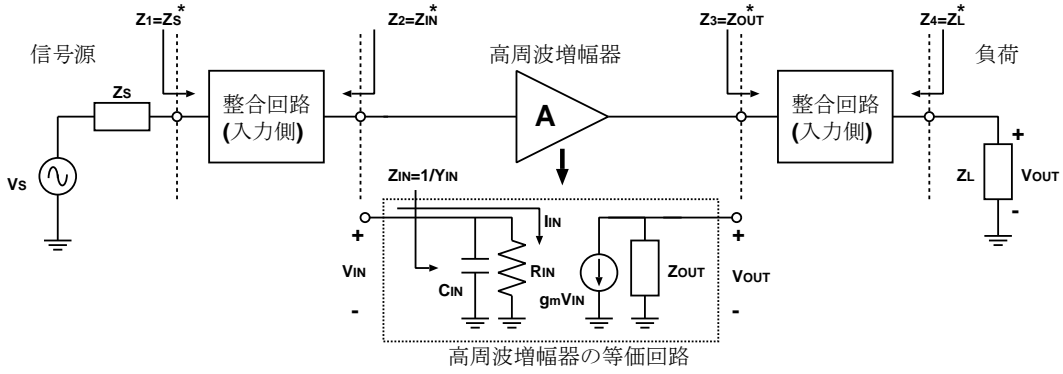 Z1=ZS*
Z2=ZIN*
Z3=ZOUT*
Z4=ZL*
信号源
高周波増幅器
負荷
ZS
整合回路
(入力側)
A
整合回路
(入力側)
VS
ZL
+
VOUT
-
ZIN=1/YIN
IIN
+
VIN
-
CIN
RIN
gmVIN
ZOUT
+
VOUT
-
高周波増幅器の等価回路